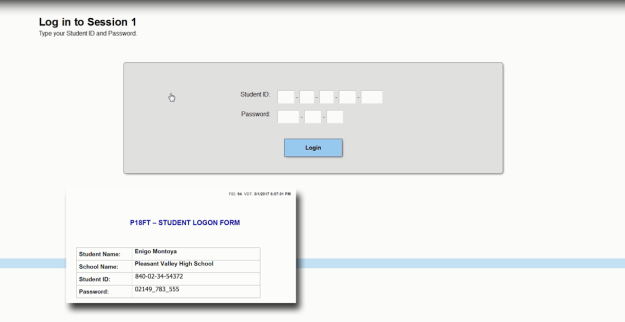 Log in to Session 1
Type your Student ID and Password.
Student ID:
- - - -
Password:
- -
Login
P18FT – STUDENT LOGON FORM
Student Name: Enigo Montoya
School Name: Pleasant Valley High School
Student ID: 840-02-34-54372
Password: 02149_783_555